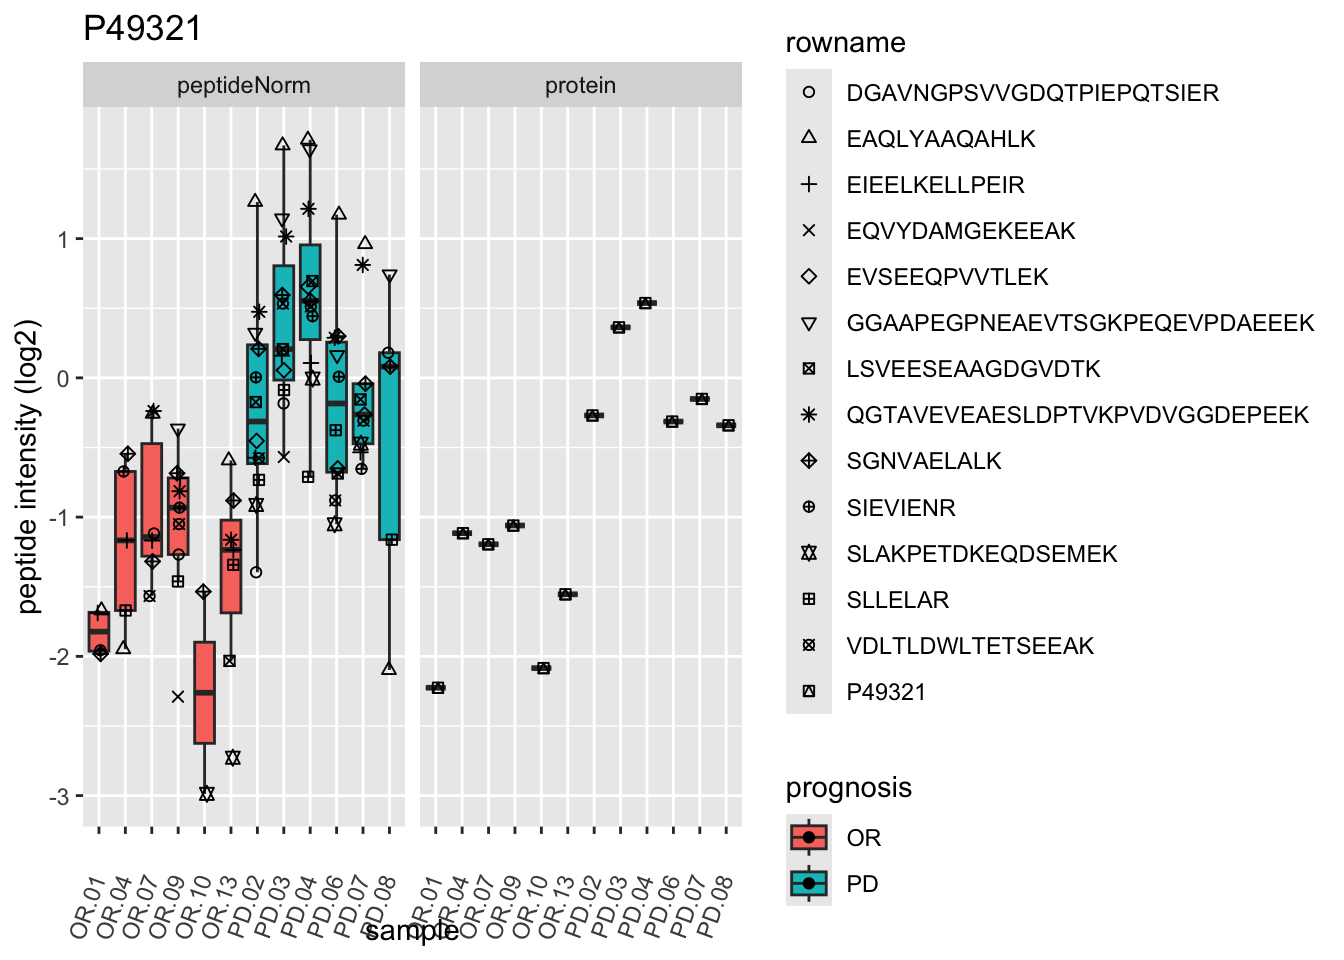 P49321
peptideNorm
protein
peptide intensity (log2)
1
0
-1
-2
-3
OR.01
OR.04
OR.07
OR.09
OR.10
OR.13
PD.02
PD.03
PD.04
PD.06
PD.07
PD.08
OR.01
OR.04
OR.07
OR.09
OR.10
OR.13
PD.02
PD.03
PD.04
PD.06
PD.07
PD.08
sample
rowname
DGAVNGPSVVGDQTPIEPQTSIER
EAQLYAAQAHLK
EIEELKELLPEIR
EQVYDAMGEKEEAK
EVSEEQPVVTLEK
GGAAPEGPNEAEVTSGKPEQEVPDAEEEK
LSVEESEAAGDGVDTK
QGTAVEVEAESLDPTVKPVDVGGDEPEEK
SGNVAELALK
SIEVIENR
SLAKPETDKEQDSEMEK
SLLELAR
VDLTLDWLTETSEEAK
P49321
prognosis
OR
PD